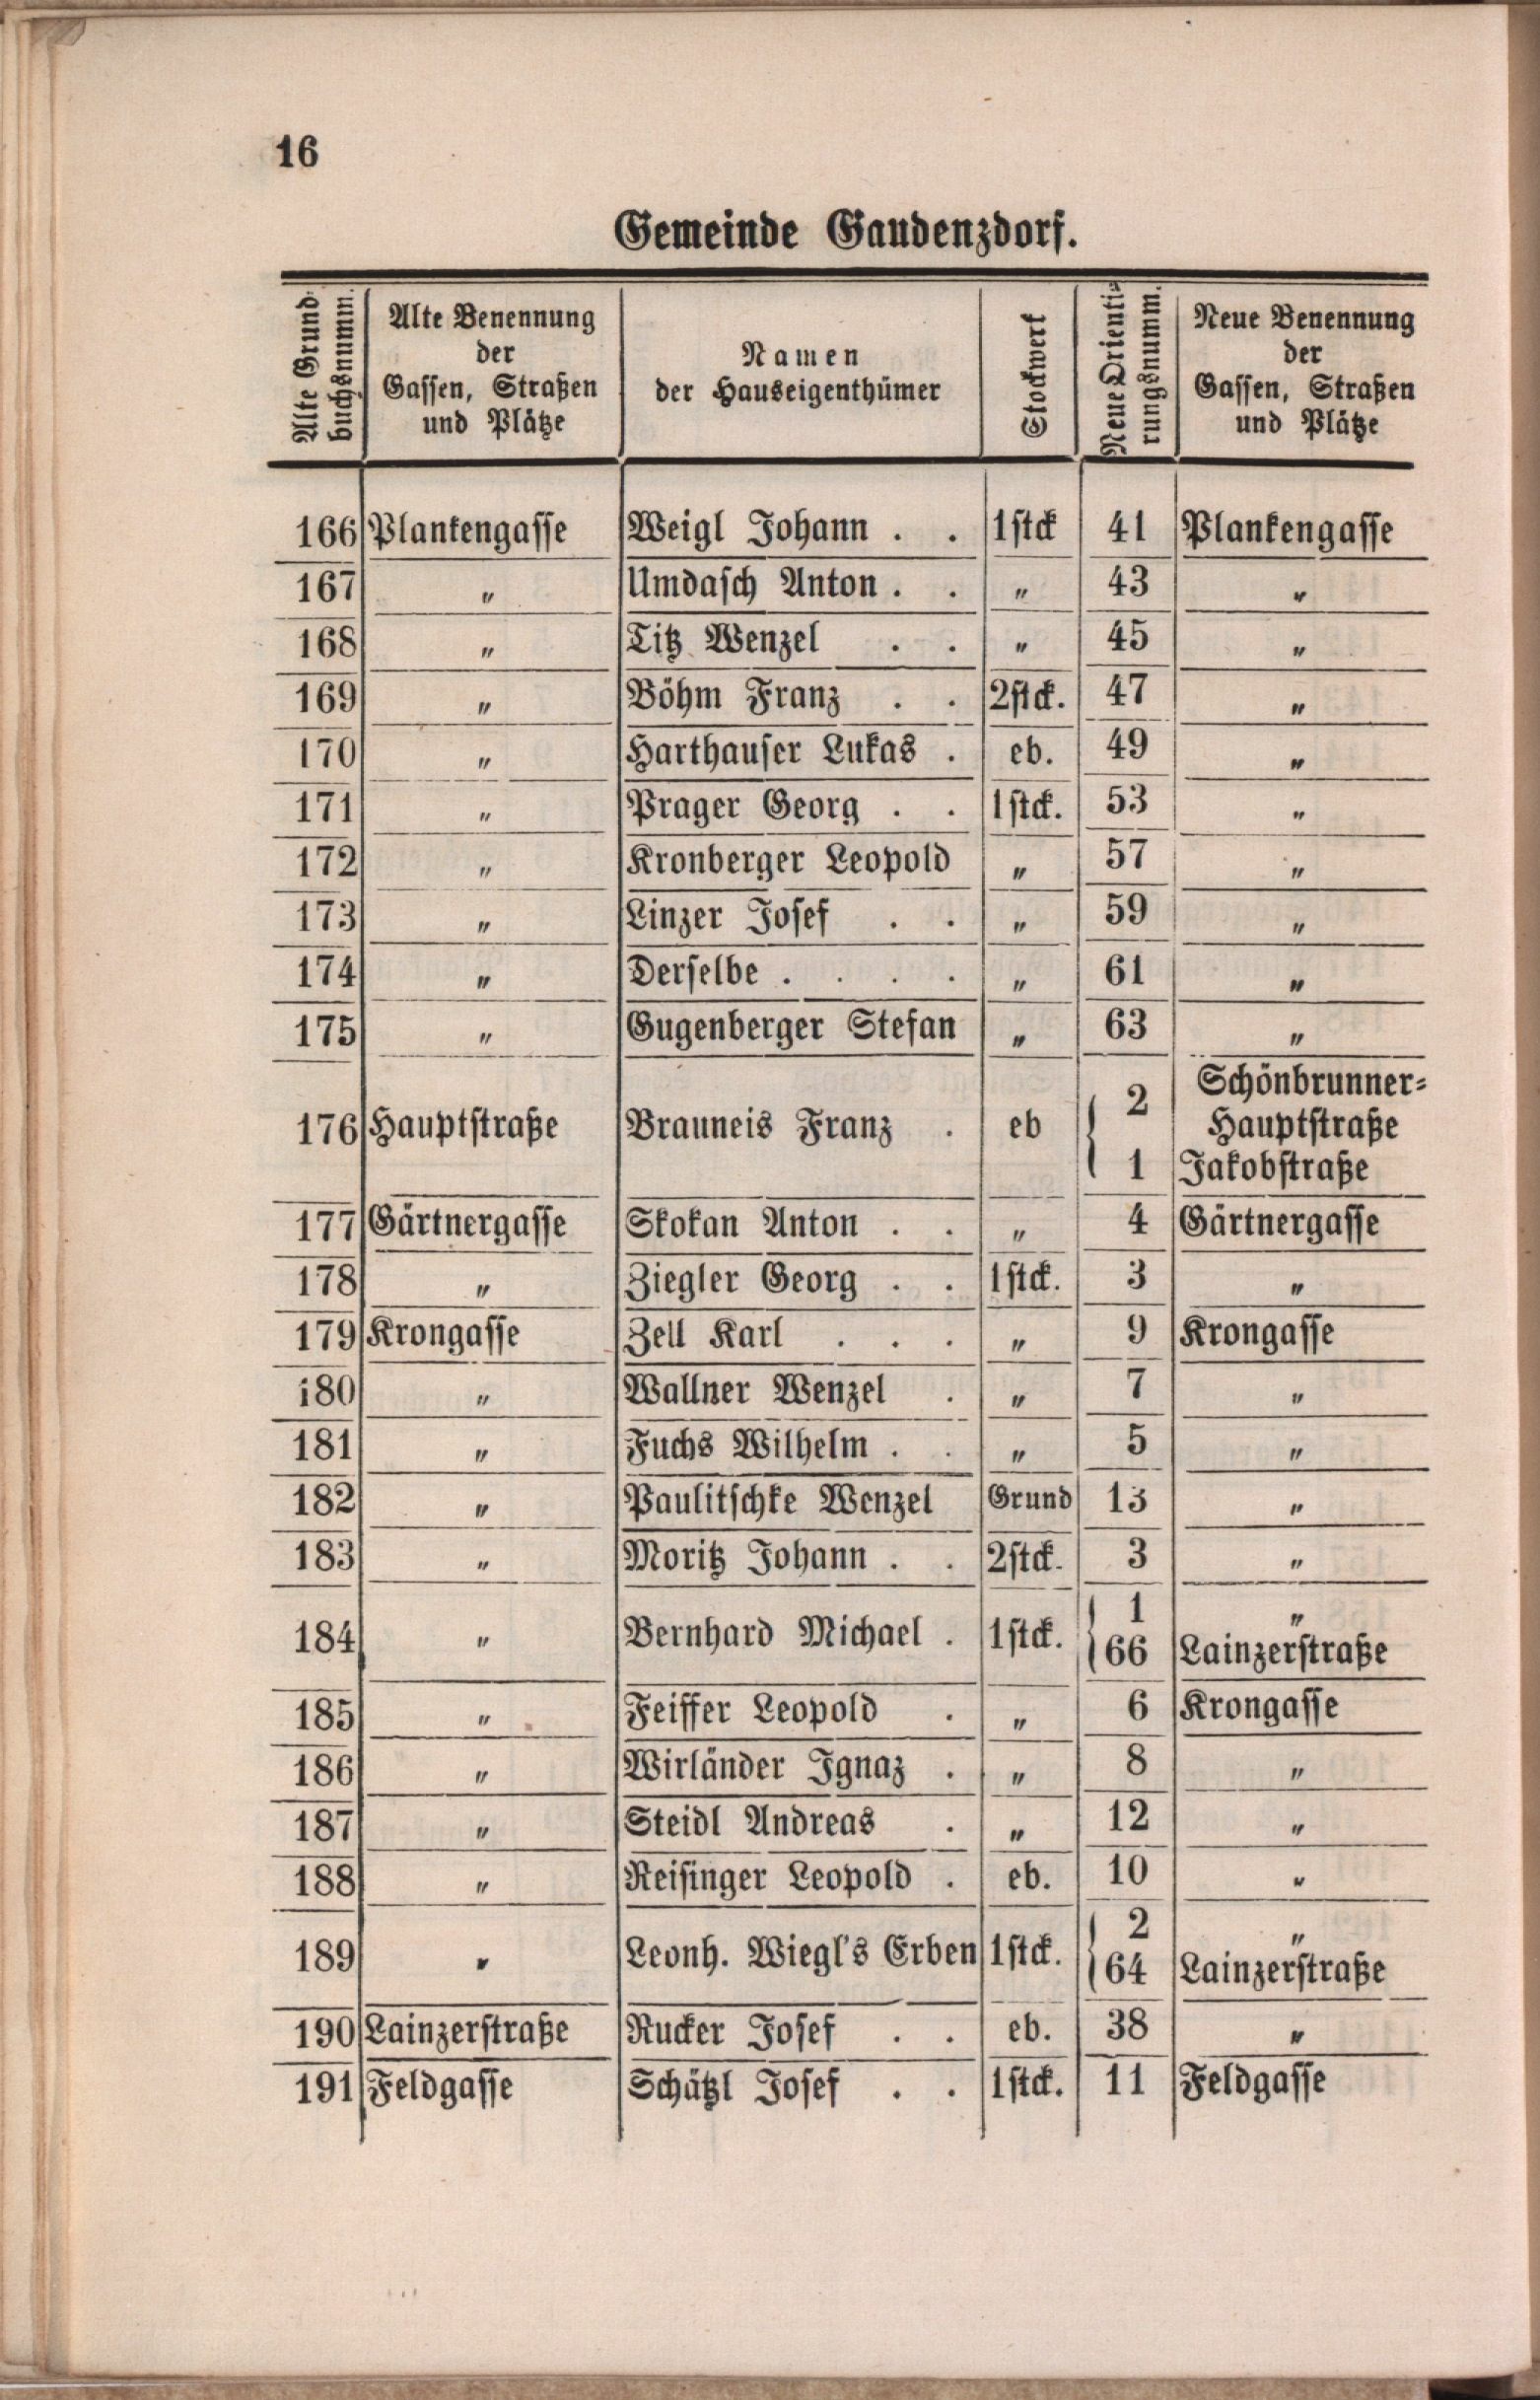 16
Gemeinde Gaudenzdorf.
Alte Grund-buchsnumm. | Alte Benennung der Gassen, Straßen und Plätze | Namen der Hauseigenthümer | Stockwerk | Neue Orienti-rungsnumm. | Neue Benennung der Gassen, Straßen und Plätze
166 Plankengasse Weigl Johann . . 1stck 41 Plankengasse
167 „ Umdasch Anton . . „ 43 „
168 „ Titz Wenzel . . „ 45 „
169 „ Böhm Franz . . 2stck. 47 „
170 „ Harthauser Lukas . eb. 49 „
171 „ Prager Georg . . 1stck. 53 „
172 „ Kronberger Leopold „ 57 „
173 „ Linzer Josef . . „ 59 „
174 „ Derselbe . . . . „ 61 „
175 „ Gugenberger Stefan „ 63 „
176 Hauptstraße Brauneis Franz . eb { 2 Schönbrunner-Hauptstraße
1 Jakobstraße
177 Gärtnergasse Skokan Anton . . „ 4 Gärtnergasse
178 „ Ziegler Georg . . 1stck. 3 „
179 Krongasse Zell Karl . . . „ 9 Krongasse
180 „ Wallner Wenzel . „ 7 „
181 „ Fuchs Wilhelm . . „ 5 „
182 „ Paulitschke Wenzel Grund 13 „
183 „ Moritz Johann . . 2stck. 3 „
184 „ Bernhard Michael . 1stck. { 1 „
66 Lainzerstraße
185 „ Feiffer Leopold . „ 6 Krongasse
186 „ Wirländer Ignaz . „ 8 „
187 „ Steidl Andreas . „ 12 „
188 „ Reisinger Leopold . eb. 10 „
189 „ Leonh. Wiegl's Erben 1stck. { 2 „
64 Lainzerstraße
190 Lainzerstraße Rucker Josef . . eb. 38 „
191 Feldgasse Schätzl Josef . . 1stck. 11 Feldgasse